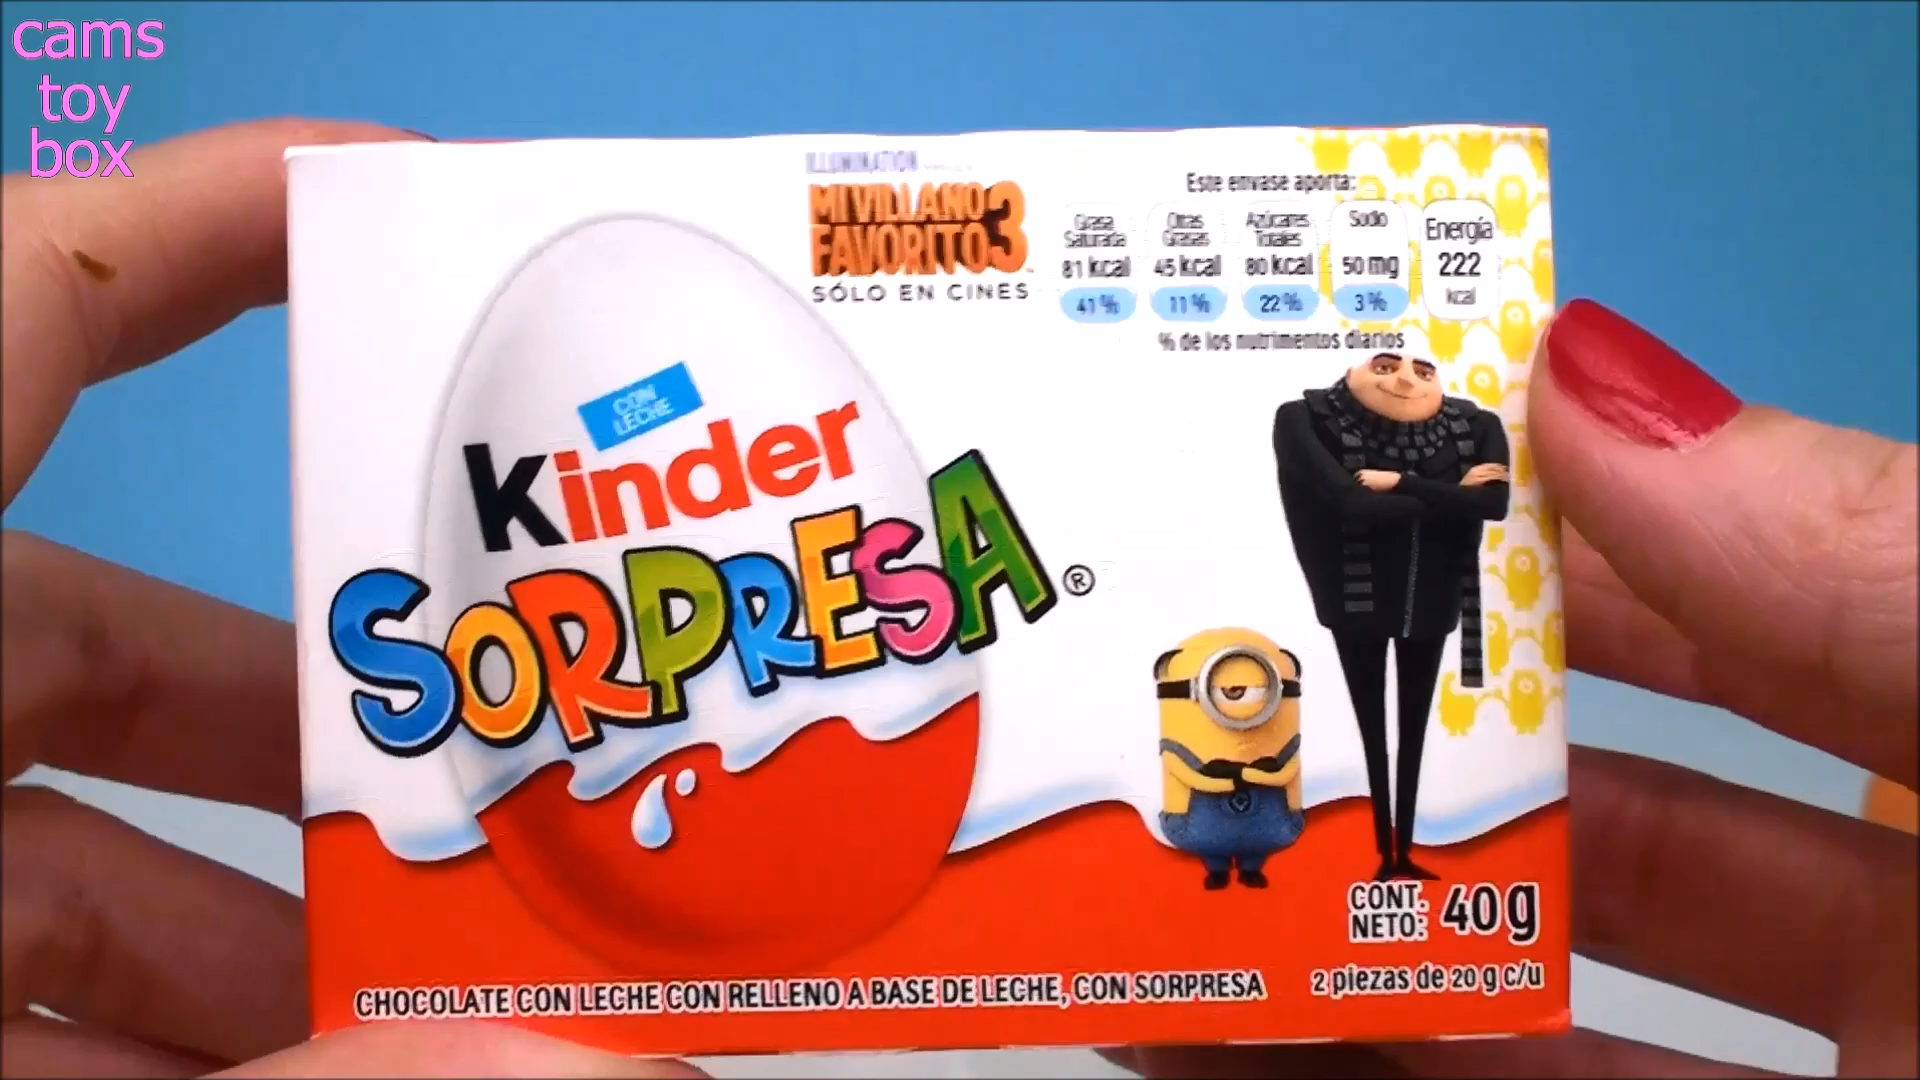 cams
toy
box
ILLUMINATION
MI VILLANO
FAVORITO 3
SÓLO EN CINES
Este envase aporta:
Grasa
Saturada
81 kcal
41 %
Otras
Grasas
45 kcal
11 %
Azúcares
Totales
80 kcal
22 %
Sodio
50 mg
3 %
Energía
222
kcal
% de los nutrimentos diarios
CON
LECHE
kinder
SORPRESA®
CONT.
NETO: 40 g
CHOCOLATE CON LECHE CON RELLENO A BASE DE LECHE, CON SORPRESA
2 piezas de 20 g c/u